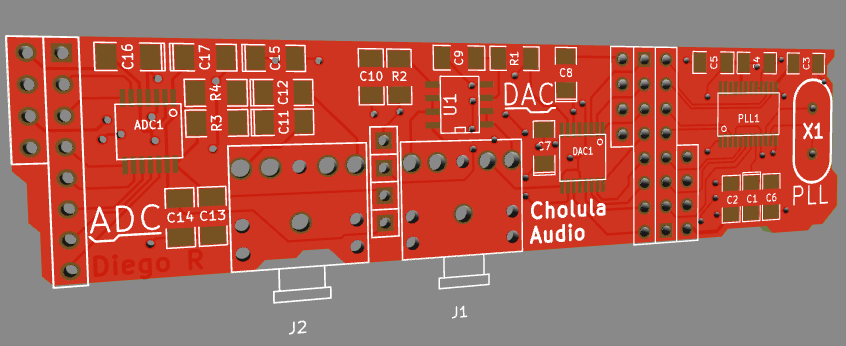 C16
C17
C15
C10
R2
C9
R1
C8
C5
C4
C3
R4
C12
R3
C11
ADC1
U1
DAC
C7
DAC1
PLL1
X1
PLL
ADC
C14
C13
C2
C1
C6
Cholula
Audio
Diego R
J2
J1